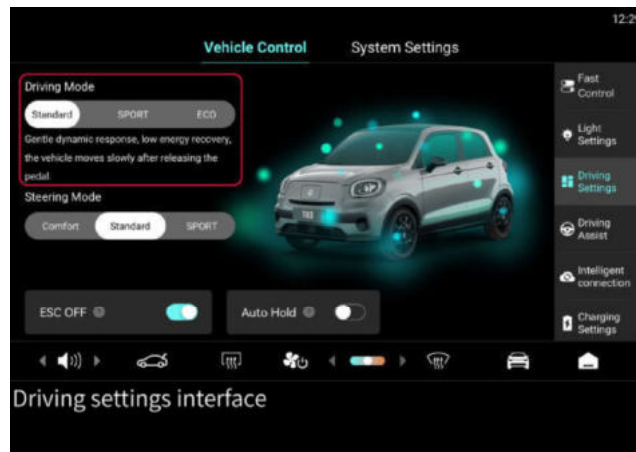 12:2
Vehicle Control System Settings
Driving Mode
Standard SPORT ECO
Gentle dynamic response, low energy recovery,
the vehicle moves slowly after releasing the
pedal
Steering Mode
Comfort Standard SPORT
ESC OFF
Auto Hold
Fast
Control
Light
Settings
Driving
Settings
Driving
Assist
Intelligent
connection
Charging
Settings
T03
Driving settings interface